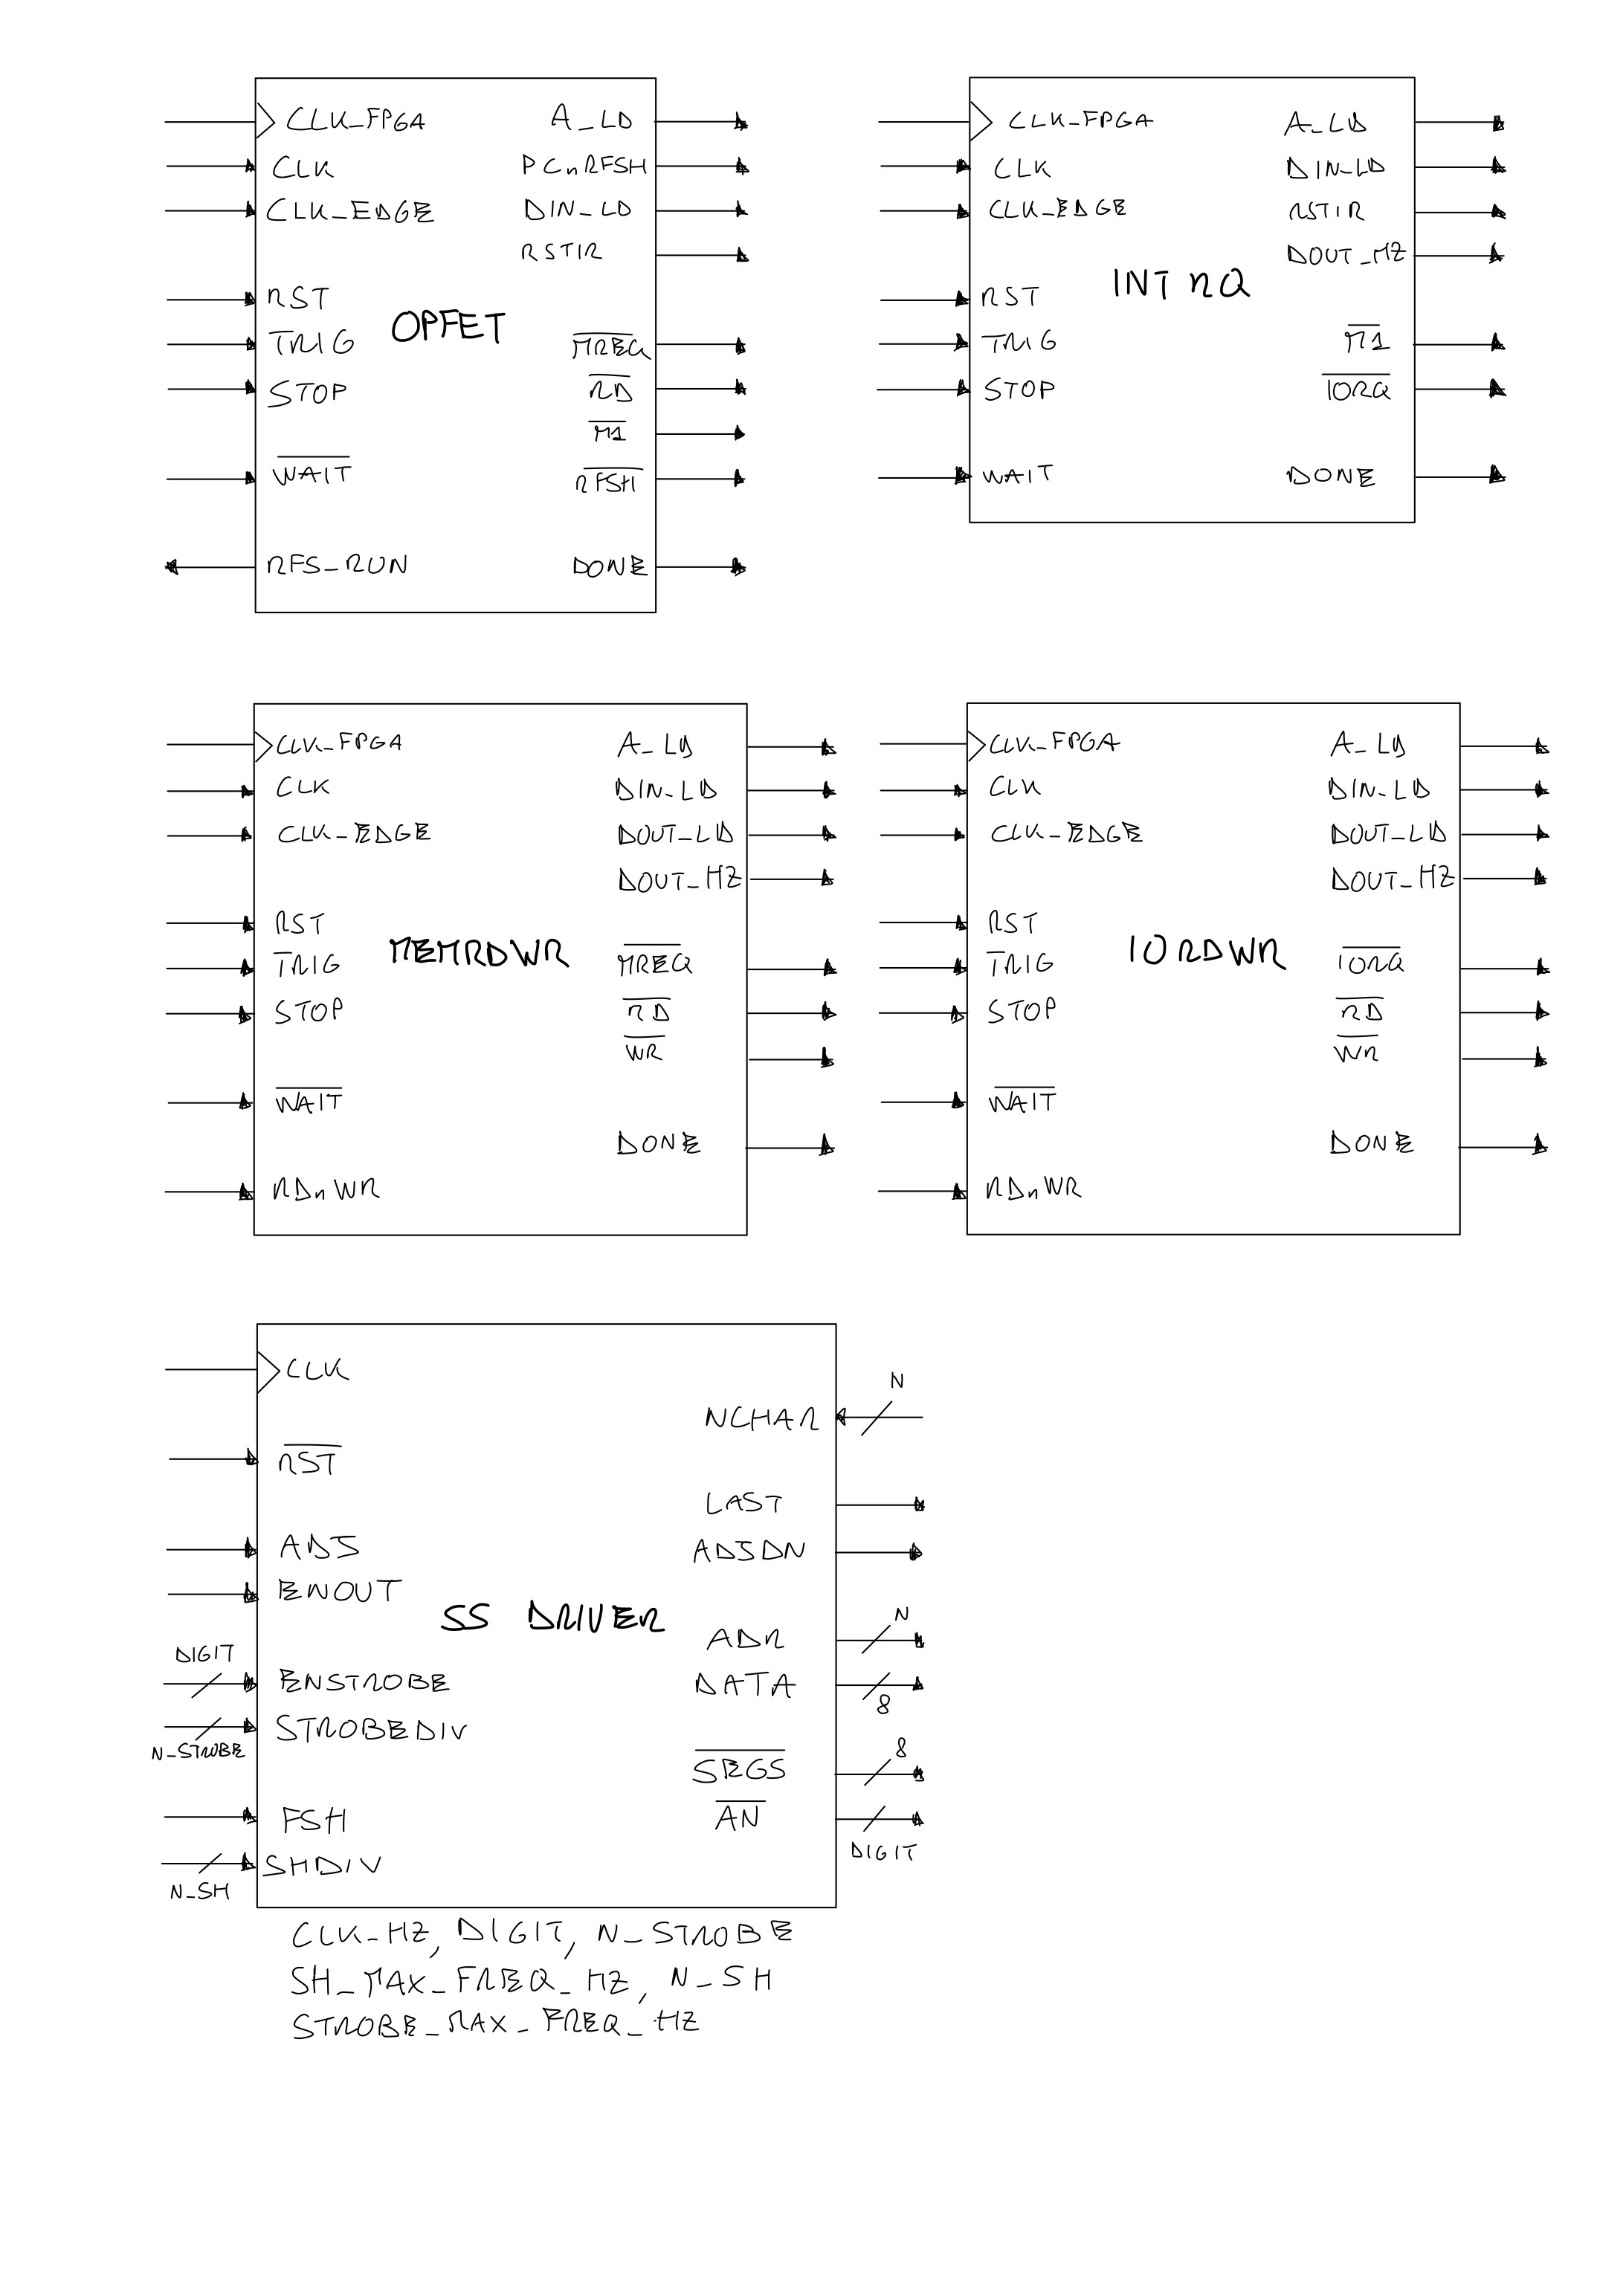 CLK_FPGA
CLK
CLK_EDGE
RST
TRIG
STOP
WAIT
RFS_RUN
OPFET
A_LD
PCnRFSH
DIN_LD
RSTIR
MREQ
RD
M1
RFSH
DONE
CLK_FPGA
CLK
CLK_EDGE
RST
TRIG
STOP
WAIT
INT RQ
A_LD
DIN_LD
RSTIR
DOUT_HZ
M1
IORQ
DONE
CLK_FPGA
CLK
CLK_EDGE
RST
TRIG
STOP
WAIT
RDnWR
MEMRDWR
A_LD
DIN_LD
DOUT_LD
DOUT_HZ
MREQ
RD
WR
DONE
CLK_FPGA
CLK
CLK_EDGE
RST
TRIG
STOP
WAIT
RDnWR
IORDWR
A_LD
DIN_LD
DOUT_LD
DOUT_HZ
IORQ
RD
WR
DONE
CLK
RST
ADJ
ENOUT
DIGIT
ENSTROBE
STROBEDIV
N_STROBE
FSH
SHDIV
N_SH
SS DRIVER
N
NCHAR
LAST
ADJDN
N
ADR
DATA
8
8
SEGS
AN
DIGIT
CLK_HZ, DIGIT, N_STROBE
SH_MAX_FREQ_HZ, N_SH
STROBE_MAX_FREQ_HZ